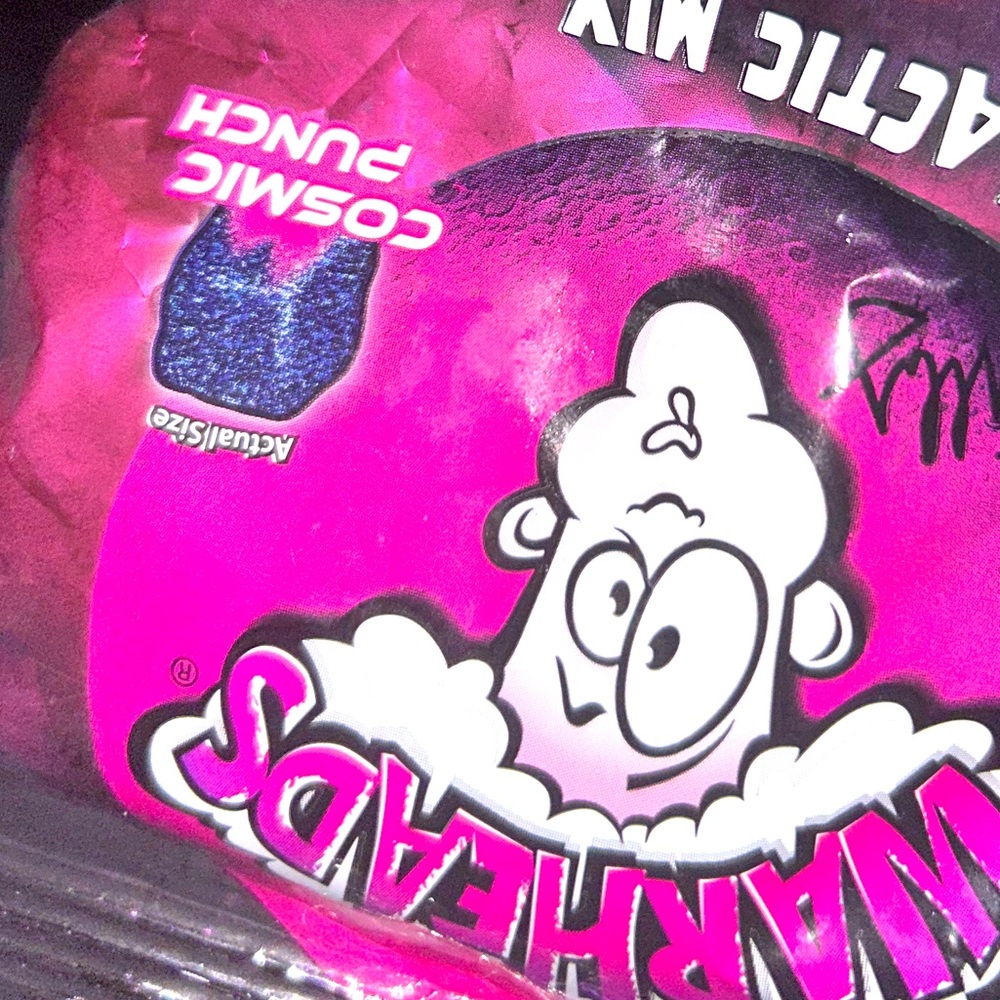 WARHEADS®
Actual Size)
COSMIC
PUNCH
ACTIC MIX